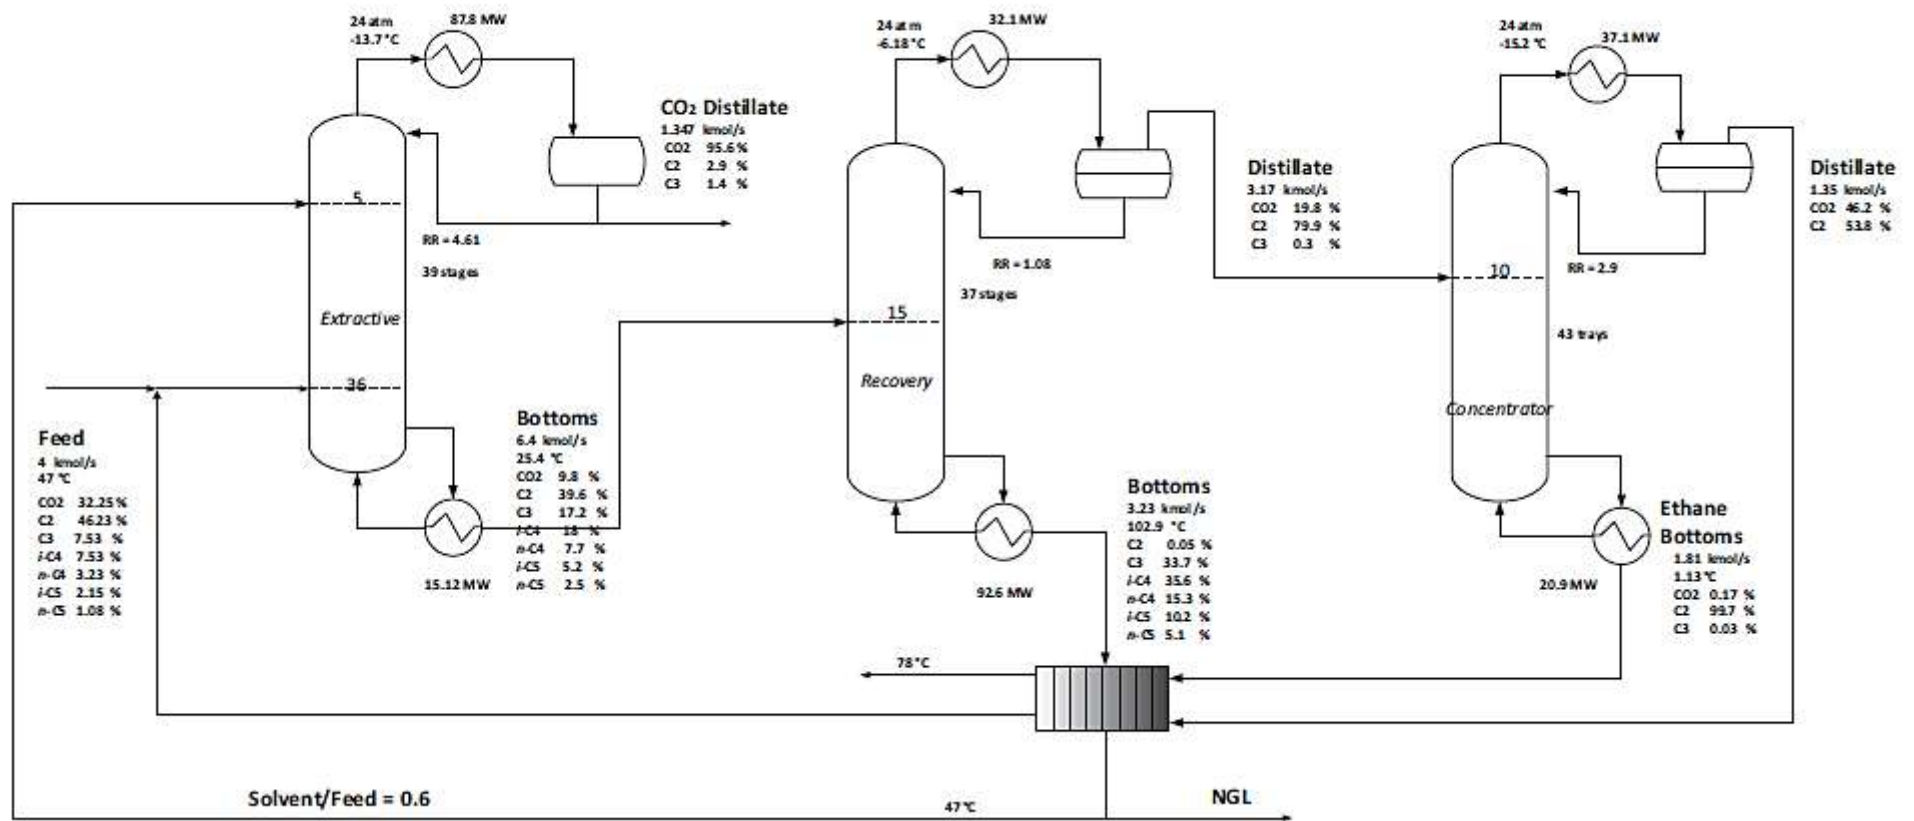 24 atm
-13.7 °C
87.8 MW
CO2 Distillate
1.347 kmol/s
CO2 95.6 %
C2 2.9 %
C3 1.4 %
5
RR = 4.61
39 stages
Extractive
36
Feed
4 kmol/s
47 °C
CO2 32.25 %
C2 46.23 %
C3 7.53 %
i-C4 7.53 %
n-C4 3.23 %
i-C5 2.15 %
n-C5 1.08 %
Bottoms
6.4 kmol/s
25.4 °C
CO2 9.8 %
C2 39.6 %
C3 17.2 %
i-C4 18 %
n-C4 7.7 %
i-C5 5.2 %
n-C5 2.5 %
15.12 MW
24 atm
-6.18 °C
32.1 MW
Distillate
3.17 kmol/s
CO2 19.8 %
C2 79.9 %
C3 0.3 %
RR = 1.08
37 stages
15
Recovery
Bottoms
3.23 kmol/s
102.9 °C
C2 0.05 %
C3 33.7 %
i-C4 35.6 %
n-C4 15.3 %
i-C5 10.2 %
n-C5 5.1 %
92.6 MW
24 atm
-15.2 °C
37.1 MW
Distillate
1.35 kmol/s
CO2 46.2 %
C2 53.8 %
10
RR = 2.9
43 trays
Concentrator
Ethane
Bottoms
1.81 kmol/s
1.13 °C
CO2 0.17 %
C2 99.7 %
C3 0.03 %
20.9 MW
78 °C
Solvent/Feed = 0.6
47 °C
NGL